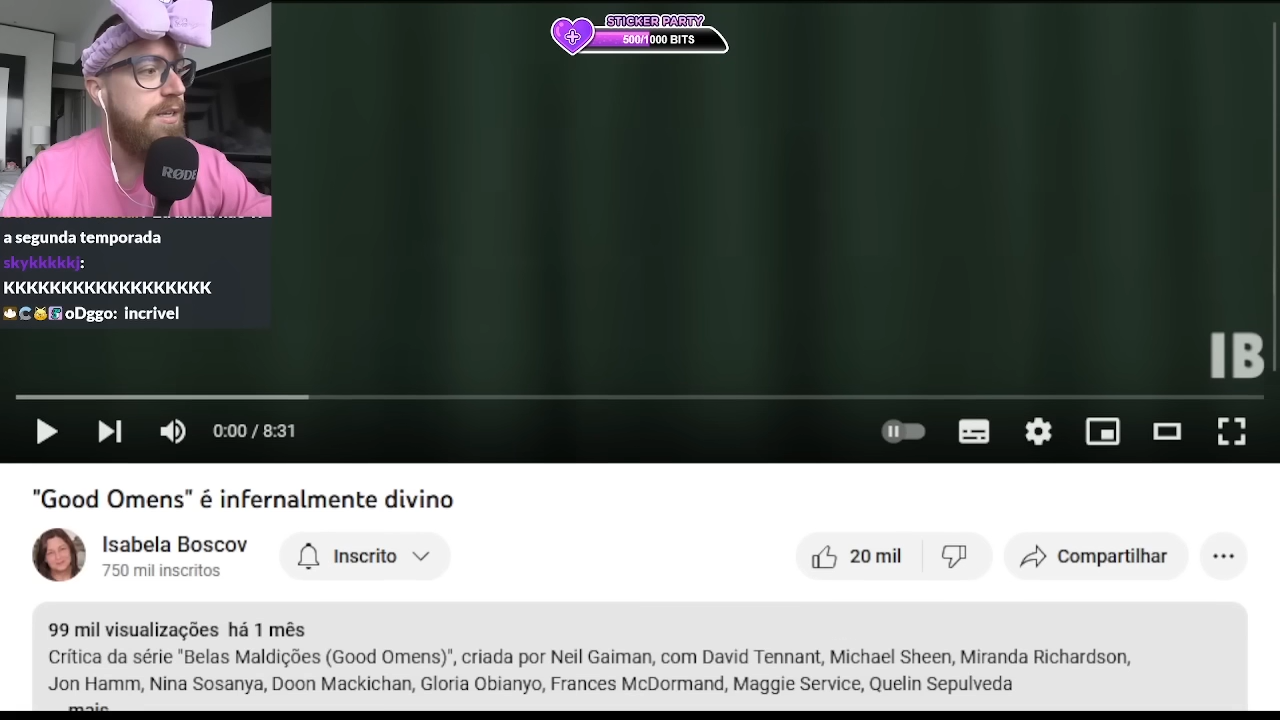 STICKER PARTY
500/1000 BITS
RØDE
a segunda temporada
skykkkkkj:
KKKKKKKKKKKKKKKKKK
oDggo: incrivel
IB
0:00 / 8:31
"Good Omens" é infernalmente divino
Isabela Boscov
750 mil inscritos
Inscrito
20 mil
Compartilhar
99 mil visualizações há 1 mês
Crítica da série "Belas Maldições (Good Omens)", criada por Neil Gaiman, com David Tennant, Michael Sheen, Miranda Richardson,
Jon Hamm, Nina Sosanya, Doon Mackichan, Gloria Obianyo, Frances McDormand, Maggie Service, Quelin Sepulveda
mais